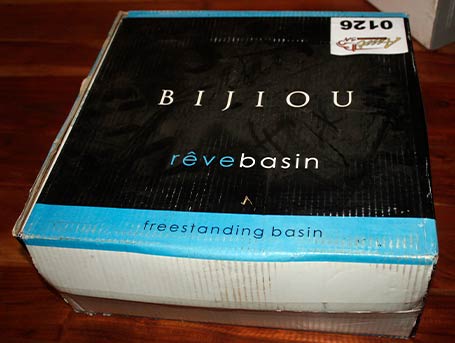 0126
BIJIOU
rêvebasin
freestanding basin